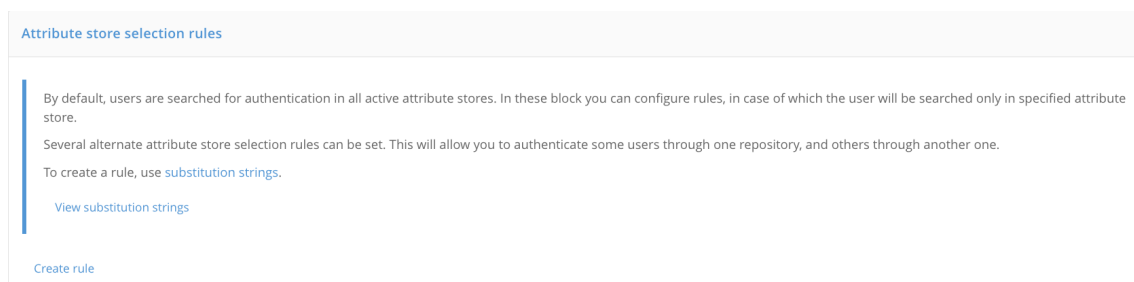 Attribute store selection rules
By default, users are searched for authentication in all active attribute stores. In these block you can configure rules, in case of which the user will be searched only in specified attribute
store.
Several alternate attribute store selection rules can be set. This will allow you to authenticate some users through one repository, and others through another one.
To create a rule, use substitution strings.
View substitution strings
Create rule